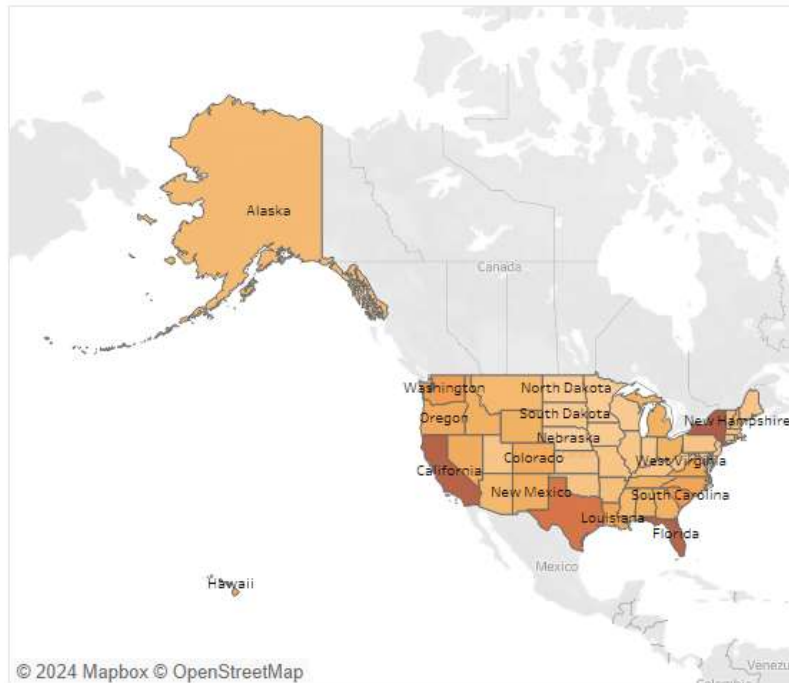 Alaska
Canada
Washington
North Dakota
Oregon
South Dakota
New Hampshire
Nebraska
Colorado
West Virginia
California
New Mexico
South Carolina
Louisiana
Florida
Mexico
Hawaii
© 2024 Mapbox © OpenStreetMap